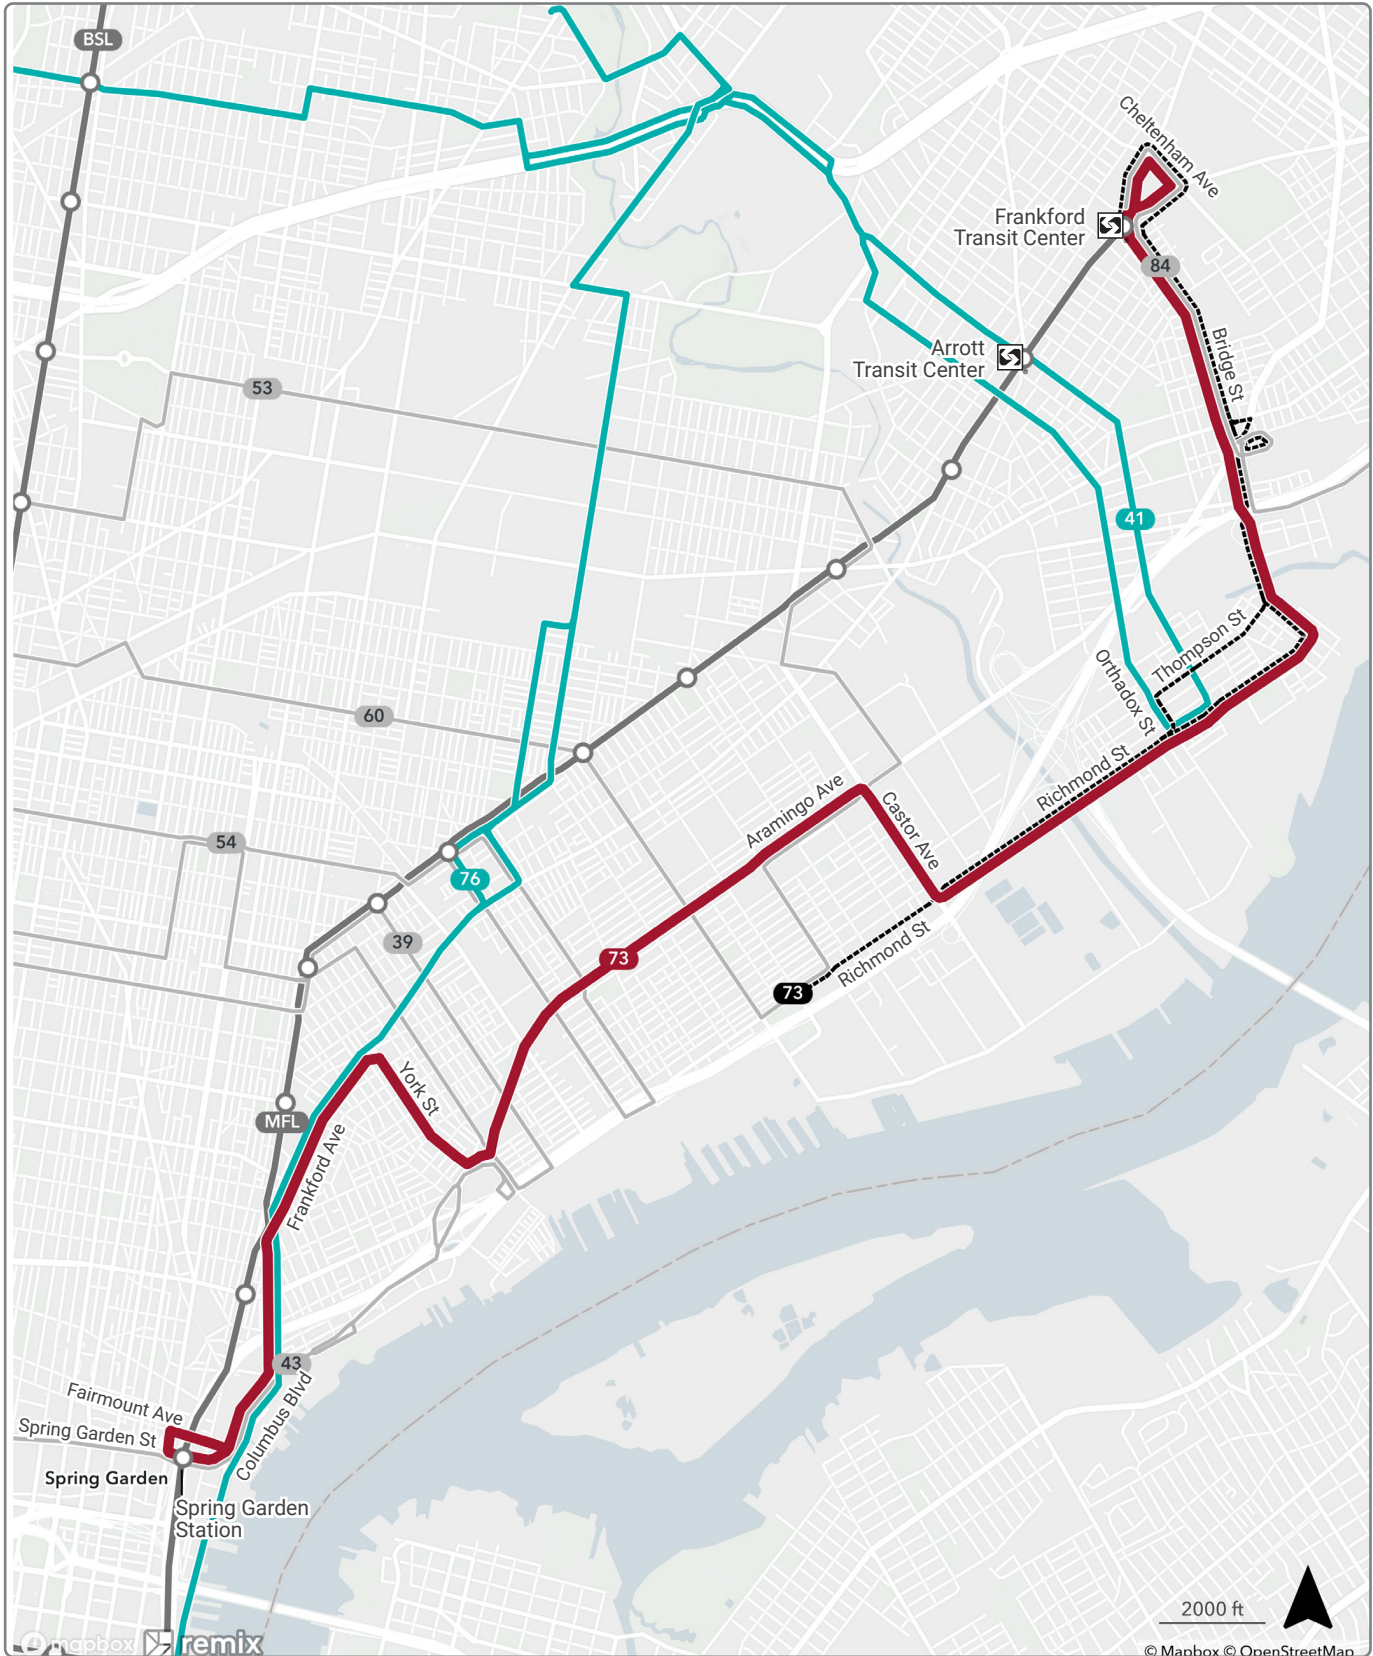 BSL
Cheltenham Ave
Frankford
Transit Center
84
Bridge St
Arrott
Transit Center
53
41
Thompson St
Orthadox St
60
Richmond St
Aramingo Ave
Castor Ave
54
76
39
73
Richmond St
73
York St
MFL
Frankford Ave
43
Fairmount Ave
Spring Garden St
Columbus Blvd
Spring Garden
Spring Garden
Station
2000 ft
mapbox
remix
© Mapbox © OpenStreetMap